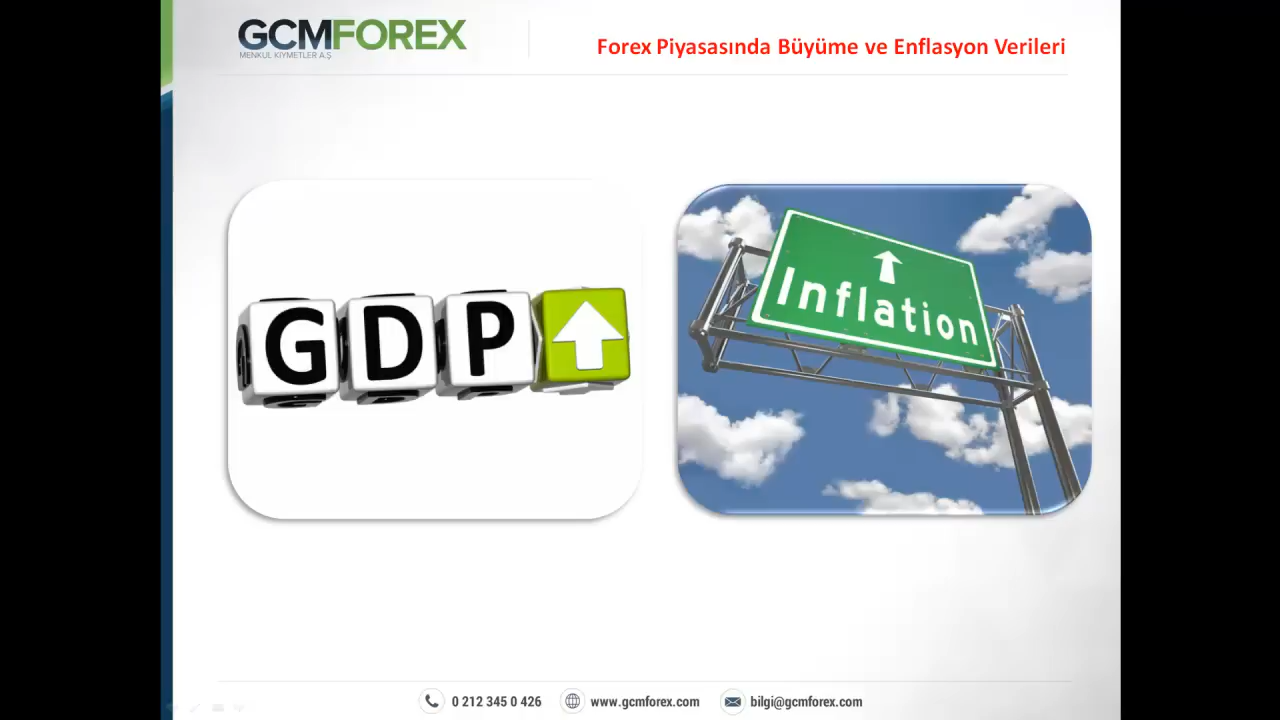 GCMFOREX
MENKUL KIYMETLER A.Ş.
Forex Piyasasında Büyüme ve Enflasyon Verileri
GDP
Inflation
0 212 345 0 426
www.gcmforex.com
bilgi@gcmforex.com